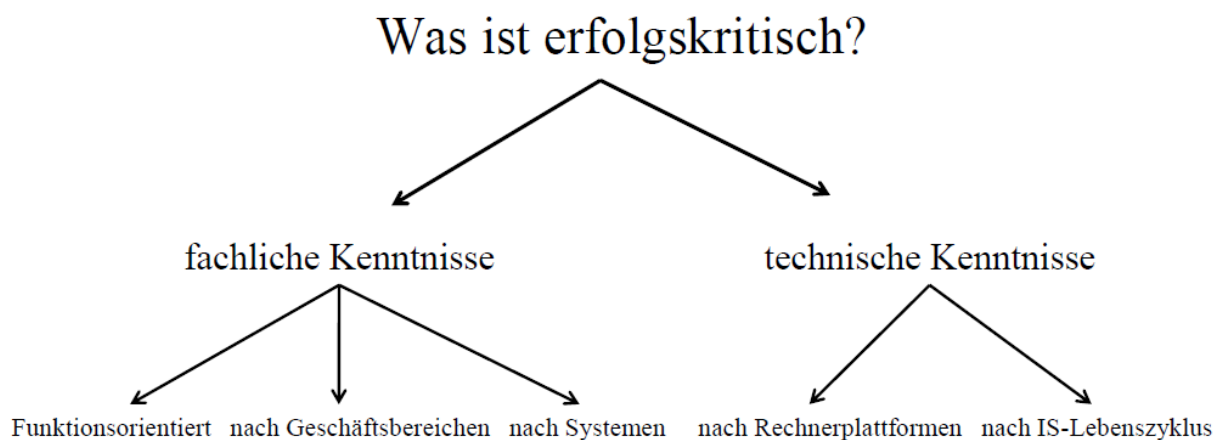 Was ist erfolgskritisch?
fachliche Kenntnisse
technische Kenntnisse
Funktionsorientiert
nach Geschäftsbereichen
nach Systemen
nach Rechnerplattformen
nach IS-Lebenszyklus